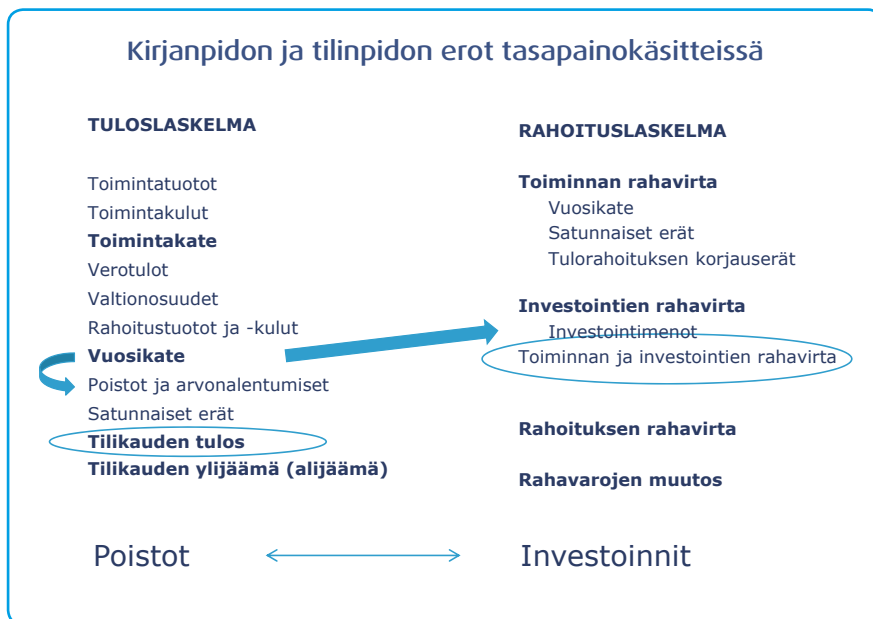 Kirjanpidon ja tilinpidon erot tasapainokäsitteissä
TULOSLASKELMA
Toimintatuotot
Toimintakulut
Toimintakate
Verotulot
Valtionosuudet
Rahoitustuotot ja -kulut
Vuosikate
Poistot ja arvonalentumiset
Satunnaiset erät
Tilikauden tulos
Tilikauden ylijäämä (alijäämä)
Poistot
RAHOITUSLASKELMA
Toiminnan rahavirta
Vuosikate
Satunnaiset erät
Tulorahoituksen korjauserät
Investointien rahavirta
Investointimenot
Toiminnan ja investointien rahavirta
Rahoituksen rahavirta
Rahavarojen muutos
Investoinnit